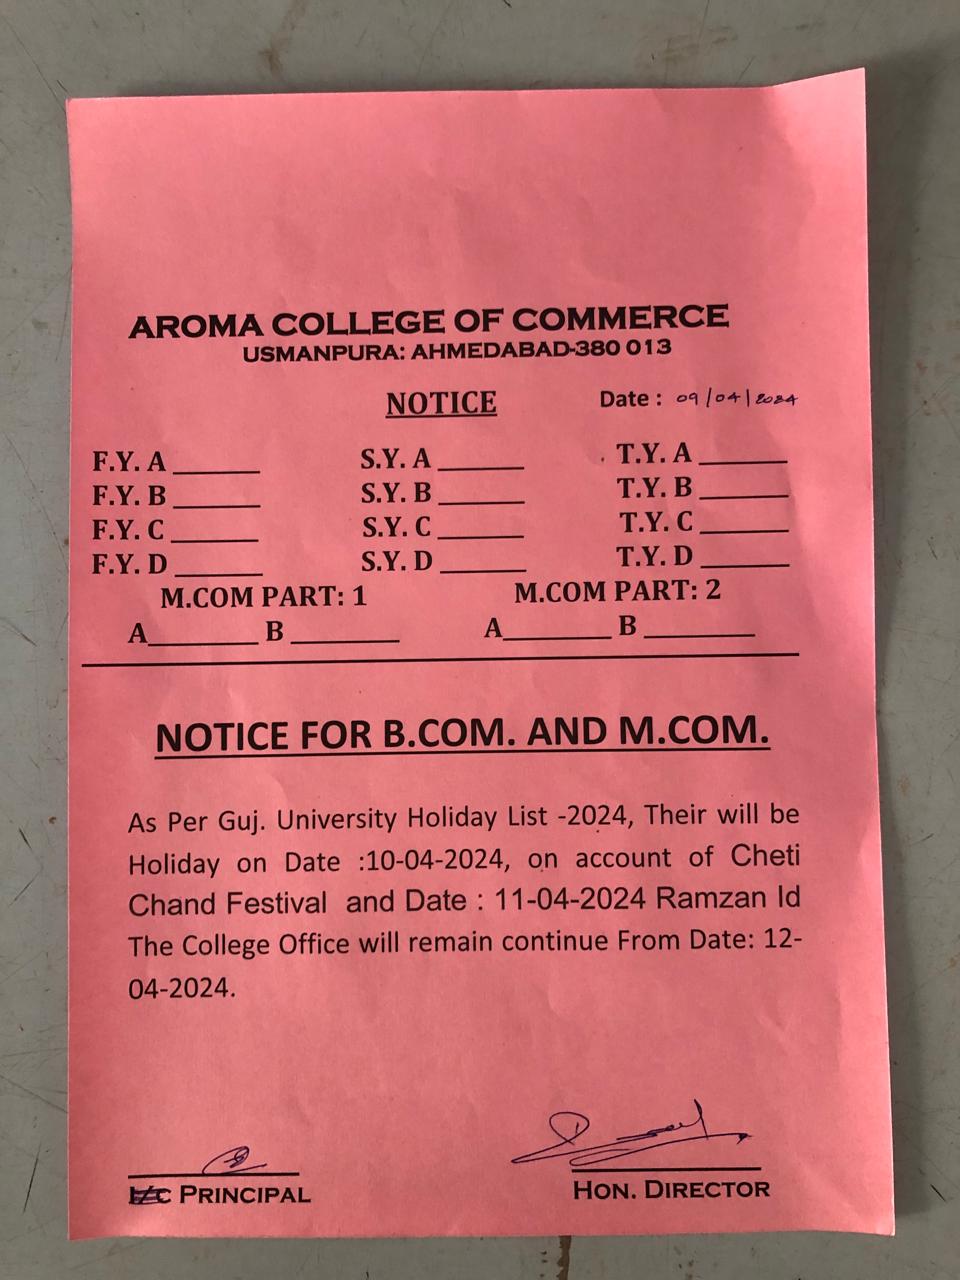 AROMA COLLEGE OF COMMERCE
USMANPURA: AHMEDABAD-380 013
NOTICE Date : 09/04/2024
F.Y. A ______ S.Y. A ______ T.Y. A ______
F.Y. B ______ S.Y. B ______ T.Y. B ______
F.Y. C ______ S.Y. C ______ T.Y. C ______
F.Y. D ______ S.Y. D ______ T.Y. D ______
M.COM PART: 1 M.COM PART: 2
A_______ B _______ A_______ B _______
NOTICE FOR B.COM. AND M.COM.
As Per Guj. University Holiday List -2024, Their will be
Holiday on Date :10-04-2024, on account of Cheti
Chand Festival and Date : 11-04-2024 Ramzan Id
The College Office will remain continue From Date: 12-
04-2024.
I/C PRINCIPAL HON. DIRECTOR